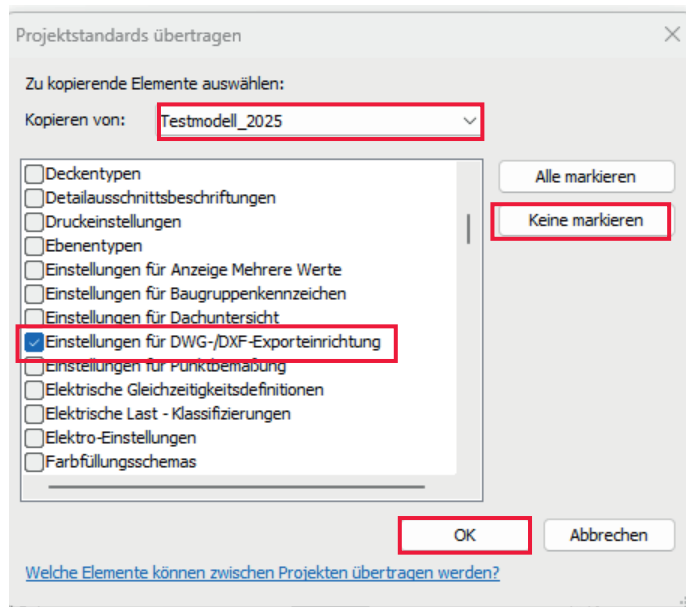 Projektstandards übertragen
Zu kopierende Elemente auswählen:
Kopieren von: Testmodell_2025
Deckentypen
Detailausschnittsbeschriftungen
Druckeinstellungen
Ebenentypen
Einstellungen für Anzeige Mehrere Werte
Einstellungen für Baugruppenkennzeichen
Einstellungen für Dachuntersicht
Einstellungen für DWG-/DXF-Exporteinrichtung
Einstellungen für Punktbemaßung
Elektrische Gleichzeitigkeitsdefinitionen
Elektrische Last - Klassifizierungen
Elektro-Einstellungen
Farbfüllungsschemas
Alle markieren
Keine markieren
OK
Abbrechen
Welche Elemente können zwischen Projekten übertragen werden?